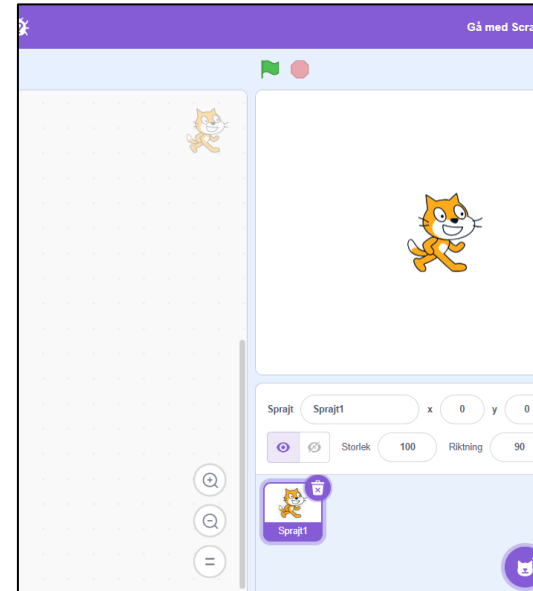 Gå med Scra
Sprajt Sprajt1 x 0 y 0
Storlek 100 Riktning 90
Sprajt1